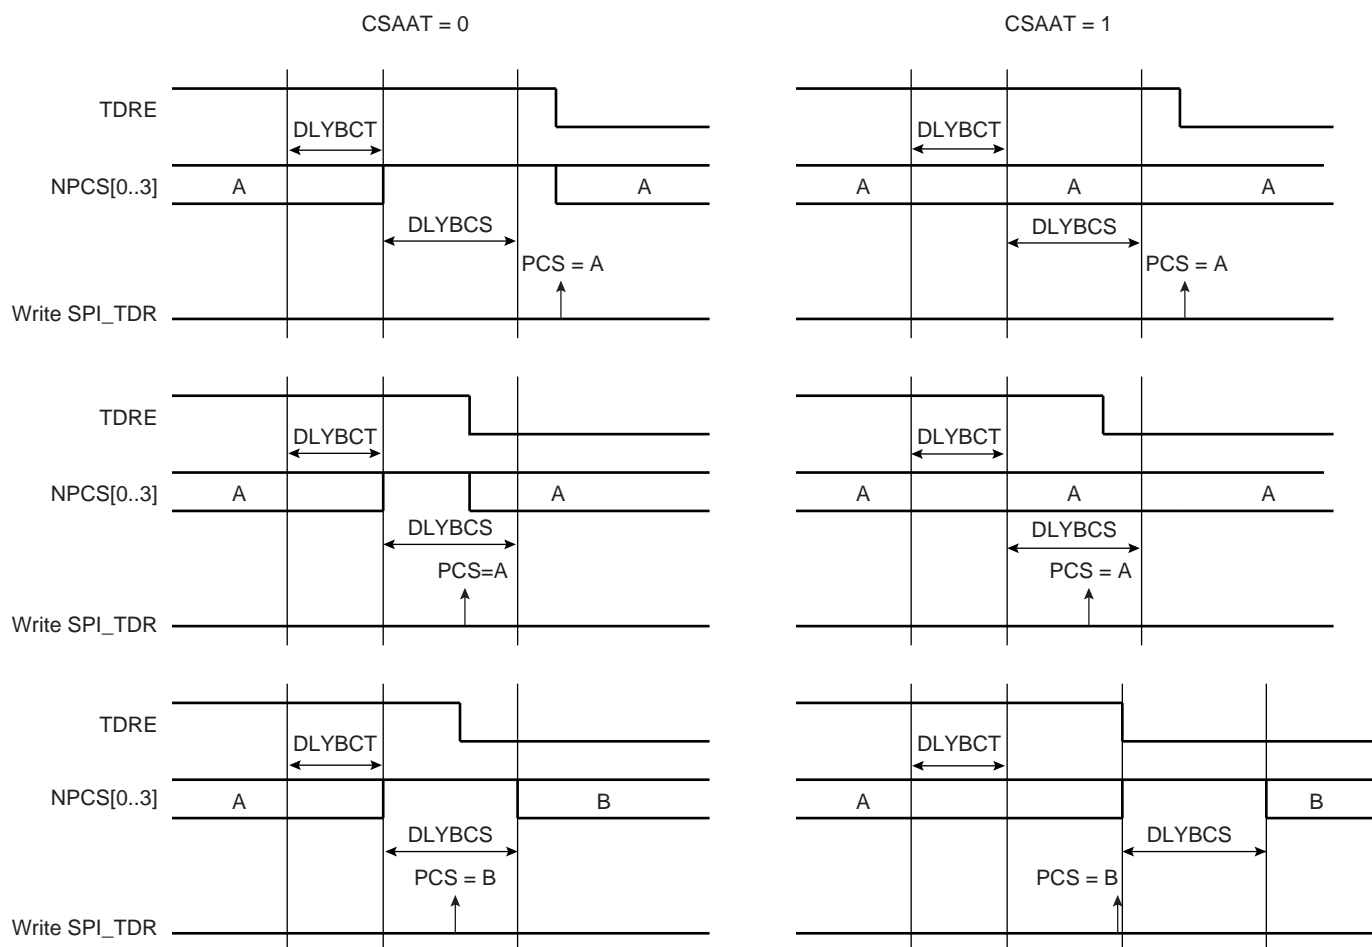 CSAAT = 0 CSAAT = 1
TDRE
DLYBCT DLYBCT
NPCS[0..3] A A A A A
DLYBCS DLYBCS
PCS = A PCS = A
Write SPI_TDR
TDRE
DLYBCT DLYBCT
NPCS[0..3] A A A A A
DLYBCS DLYBCS
PCS=A PCS = A
Write SPI_TDR
TDRE
DLYBCT DLYBCT
NPCS[0..3] A B A B
DLYBCS DLYBCS
PCS = B PCS = B
Write SPI_TDR